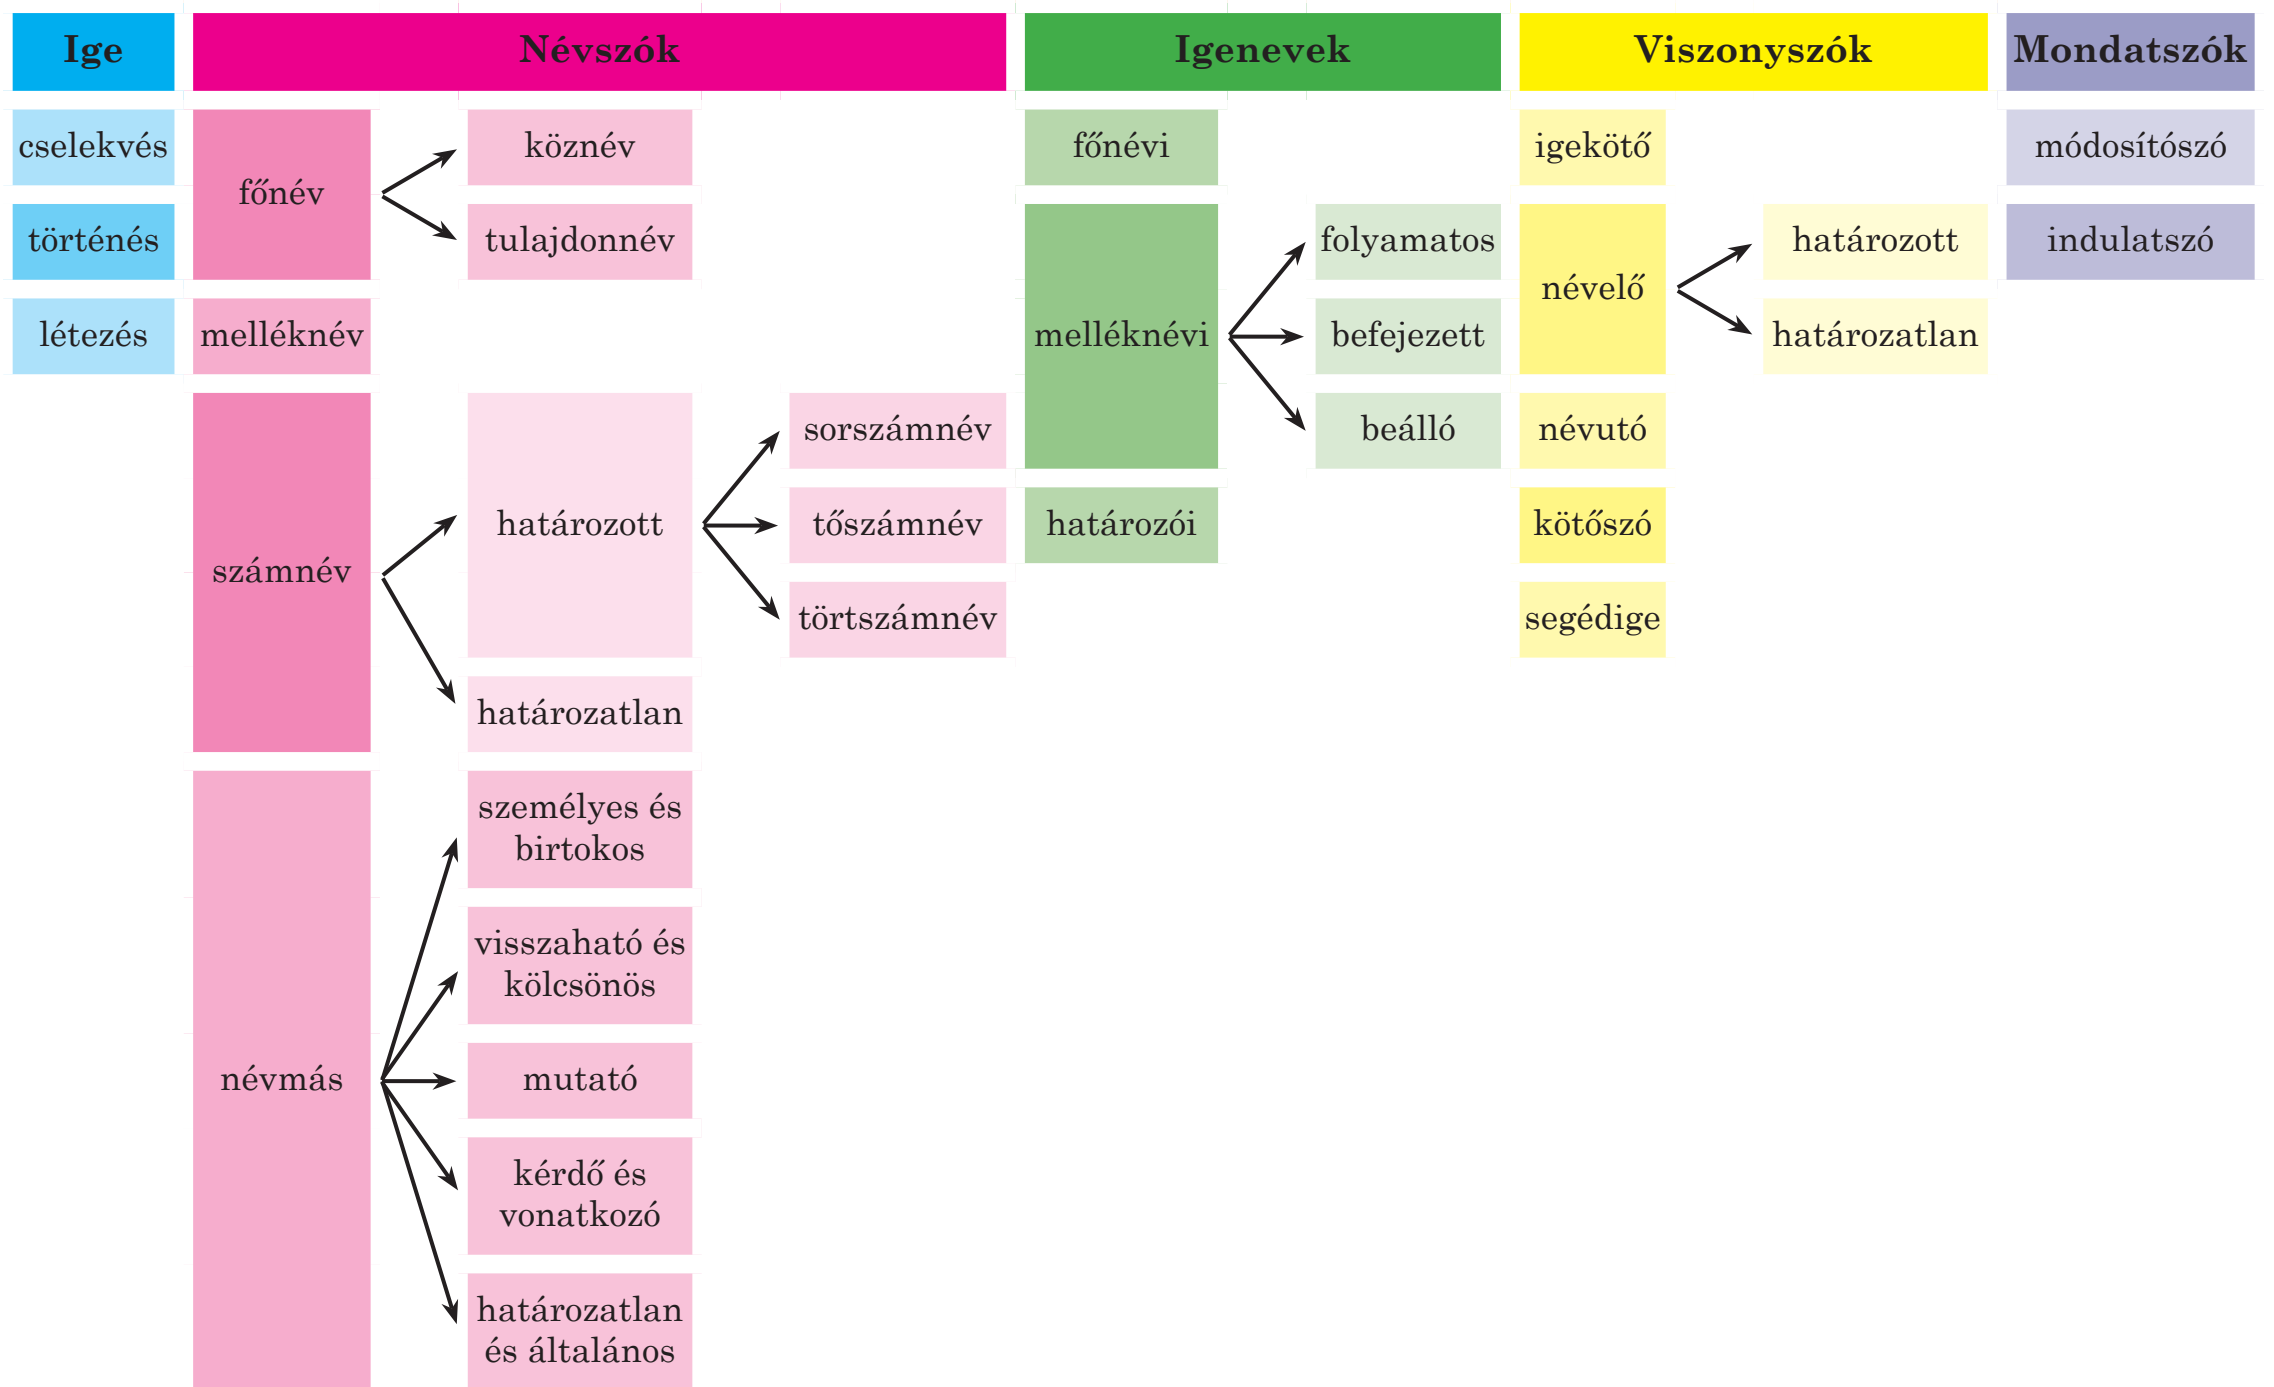 Ige
Névszók
Igenevek
Viszonyszók
Mondatszók
cselekvés
történés
létezés
főnév
köznév
tulajdonnév
melléknév
számnév
határozott
sorszámnév
tőszámnév
törtszámnév
határozatlan
névmás
személyes és
birtokos
visszaható és
kölcsönös
mutató
kérdő és
vonatkozó
határozatlan
és általános
főnévi
melléknévi
folyamatos
befejezett
beálló
határozói
igekötő
névelő
határozott
határozatlan
névutó
kötőszó
segédige
módosítószó
indulatszó